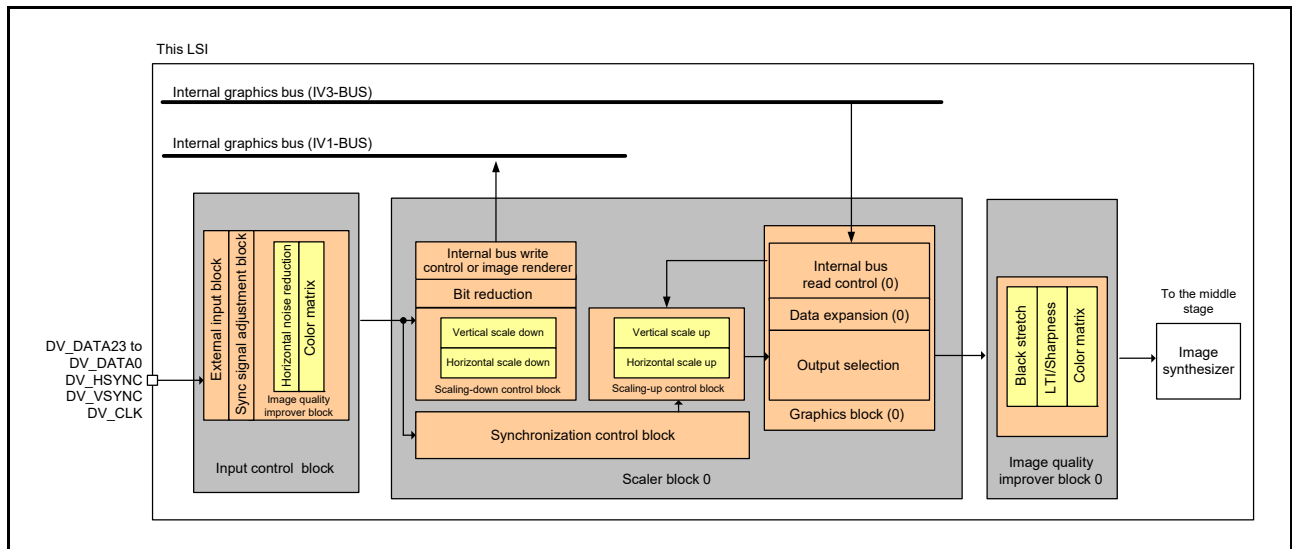 This LSI
Internal graphics bus (IV3-BUS)
Internal graphics bus (IV1-BUS)
DV_DATA23 to
DV_DATA0
DV_HSYNC
DV_VSYNC
DV_CLK
External input block
Sync signal adjustment block
Horizontal noise reduction
Color matrix
Image quality
improver block
Input control block
Internal bus write
control or image renderer
Bit reduction
Vertical scale down
Horizontal scale down
Scaling-down control block
Synchronization control block
Vertical scale up
Horizontal scale up
Scaling-up control block
Internal bus
read control (0)
Data expansion (0)
Output selection
Graphics block (0)
Scaler block 0
Black stretch
LTI/Sharpness
Color matrix
Image quality
improver block 0
To the middle
stage
Image
synthesizer